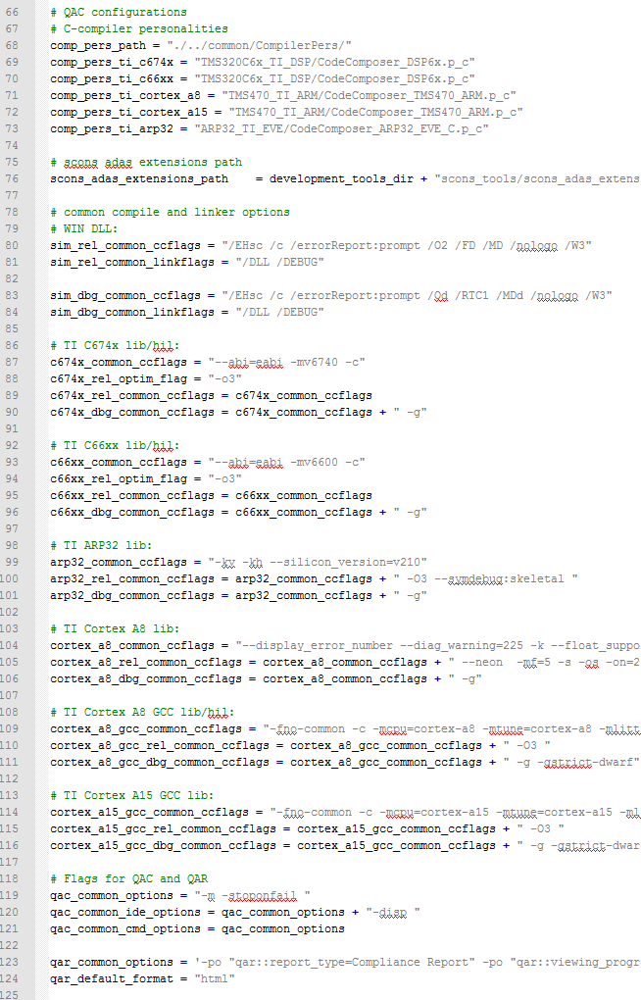 66 # QAC configurations
67 # C-compiler personalities
68 comp_pers_path = "./../common/CompilerPers/"
69 comp_pers_ti_c674x = "TMS320C6x_TI_DSP/CodeComposer_DSP6x.p_c"
70 comp_pers_ti_c66xx = "TMS320C6x_TI_DSP/CodeComposer_DSP6x.p_c"
71 comp_pers_ti_cortex_a8 = "TMS470_TI_ARM/CodeComposer_TMS470_ARM.p_c"
72 comp_pers_ti_cortex_a15 = "TMS470_TI_ARM/CodeComposer_TMS470_ARM.p_c"
73 comp_pers_ti_arp32 = "ARP32_TI_EVE/CodeComposer_ARP32_EVE_C.p_c"
74
75 # scons adas extensions path
76 scons_adas_extensions_path    = development_tools_dir + "scons_tools/scons_adas_extens
77
78 # common compile and linker options
79 # WIN DLL:
80 sim_rel_common_ccflags = "/EHsc /c /errorReport:prompt /O2 /FD /MD /nologo /W3"
81 sim_rel_common_linkflags = "/DLL /DEBUG"
82
83 sim_dbg_common_ccflags = "/EHsc /c /errorReport:prompt /Od /RTC1 /MDd /nologo /W3"
84 sim_dbg_common_linkflags = "/DLL /DEBUG"
85
86 # TI C674x lib/hil:
87 c674x_common_ccflags = "--abi=eabi -mv6740 -c"
88 c674x_rel_optim_flag = "-o3"
89 c674x_rel_common_ccflags = c674x_common_ccflags
90 c674x_dbg_common_ccflags = c674x_common_ccflags + " -g"
91
92 # TI C66xx lib/hil:
93 c66xx_common_ccflags = "--abi=eabi -mv6600 -c"
94 c66xx_rel_optim_flag = "-o3"
95 c66xx_rel_common_ccflags = c66xx_common_ccflags
96 c66xx_dbg_common_ccflags = c66xx_common_ccflags + " -g"
97
98 # TI ARP32 lib:
99 arp32_common_ccflags = "-kv -kh --silicon_version=v210"
100 arp32_rel_common_ccflags = arp32_common_ccflags + " -O3 --symdebug:skeletal "
101 arp32_dbg_common_ccflags = arp32_common_ccflags + " -g"
102
103 # TI Cortex A8 lib:
104 cortex_a8_common_ccflags = "--display_error_number --diag_warning=225 -k --float_suppo
105 cortex_a8_rel_common_ccflags = cortex_a8_common_ccflags + " --neon  -mf=5 -s -os -on=2
106 cortex_a8_dbg_common_ccflags = cortex_a8_common_ccflags + " -g"
107
108 # TI Cortex A8 GCC lib/hil:
109 cortex_a8_gcc_common_ccflags = "-fno-common -c -mcpu=cortex-a8 -mtune=cortex-a8 -mlitt
110 cortex_a8_gcc_rel_common_ccflags = cortex_a8_gcc_common_ccflags + " -O3 "
111 cortex_a8_gcc_dbg_common_ccflags = cortex_a8_gcc_common_ccflags + " -g -gstrict-dwarf"
112
113 # TI Cortex A15 GCC lib:
114 cortex_a15_gcc_common_ccflags = "-fno-common -c -mcpu=cortex-a15 -mtune=cortex-a15 -ml
115 cortex_a15_gcc_rel_common_ccflags = cortex_a15_gcc_common_ccflags + " -O3 "
116 cortex_a15_gcc_dbg_common_ccflags = cortex_a15_gcc_common_ccflags + " -g -gstrict-dwar
117
118 # Flags for QAC and QAR
119 qac_common_options = "-m -stoponfail "
120 qac_common_ide_options = qac_common_options + "-disp "
121 qac_common_cmd_options = qac_common_options
122
123 qar_common_options = '-po "qar::report_type=Compliance Report" -po "qar::viewing_progr
124 qar_default_format = "html"
125